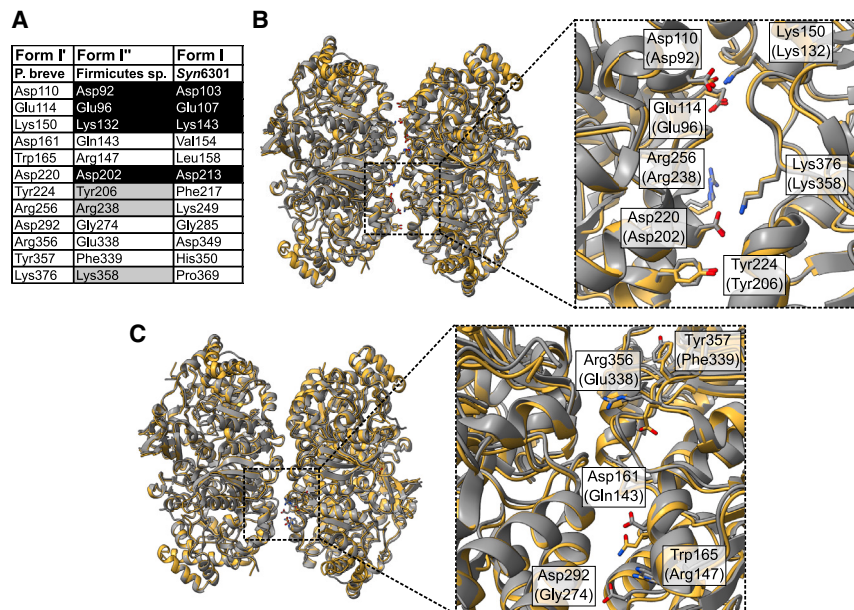 A
Form I' Form I" Form I
P. breve Firmicutes sp. Syn6301
Asp110 Asp92 Asp103
Glu114 Glu96 Glu107
Lys150 Lys132 Lys143
Asp161 Gln143 Val154
Trp165 Arg147 Leu158
Asp220 Asp202 Asp213
Tyr224 Tyr206 Phe217
Arg256 Arg238 Lys249
Asp292 Gly274 Gly285
Arg356 Glu338 Asp349
Tyr357 Phe339 His350
Lys376 Lys358 Pro369
B
Asp110
(Asp92)
Lys150
(Lys132)
Glu114
(Glu96)
Arg256
(Arg238)
Lys376
(Lys358)
Asp220
(Asp202)
Tyr224
(Tyr206)
C
Tyr357
(Phe339)
Arg356
(Glu338)
Asp161
(Gln143)
Asp292
(Gly274)
Trp165
(Arg147)